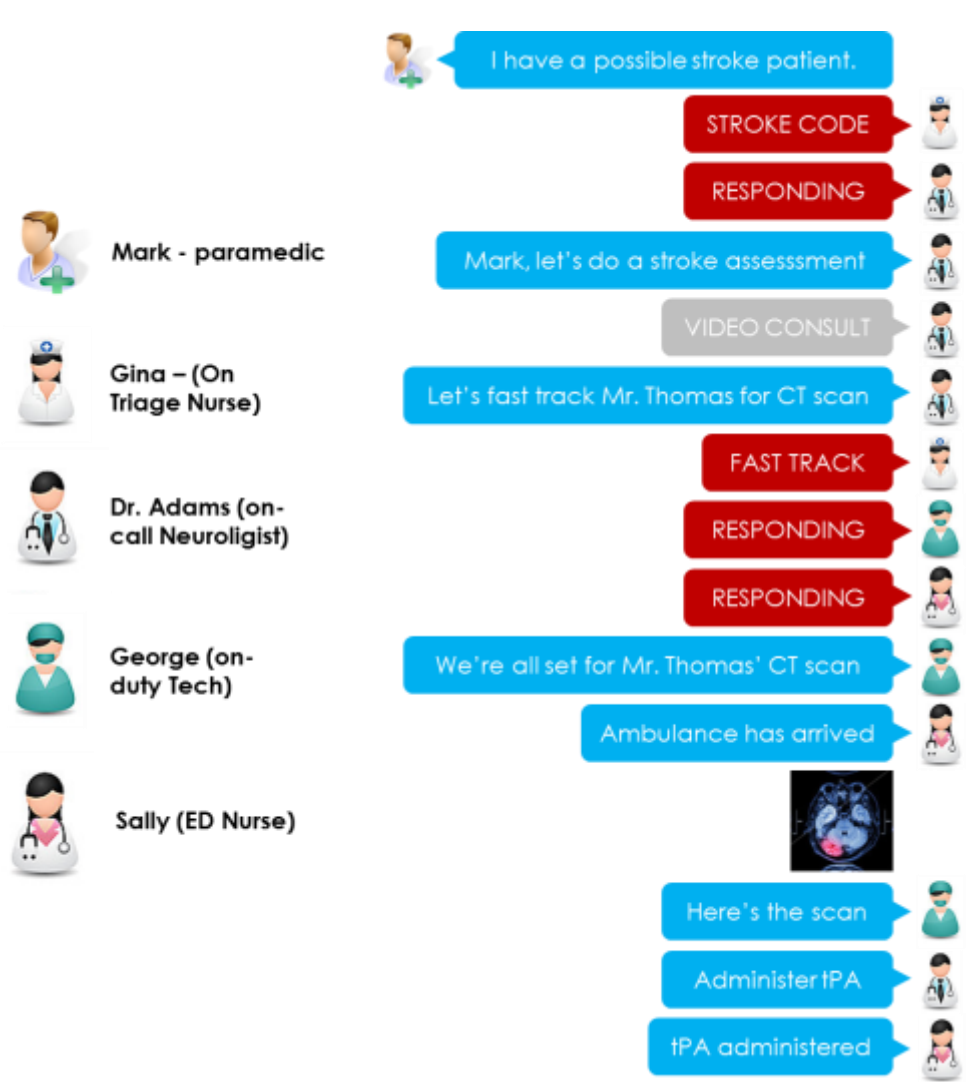 I have a possible stroke patient.
STROKE CODE
RESPONDING
Mark, let's do a stroke assesssment
VIDEO CONSULT
Let's fast track Mr. Thomas for CT scan
FAST TRACK
RESPONDING
RESPONDING
We're all set for Mr. Thomas' CT scan
Ambulance has arrived
Here's the scan
Administer tPA
tPA administered
Mark - paramedic
Gina – (On
Triage Nurse)
Dr. Adams (on-
call Neuroligist)
George (on-
duty Tech)
Sally (ED Nurse)